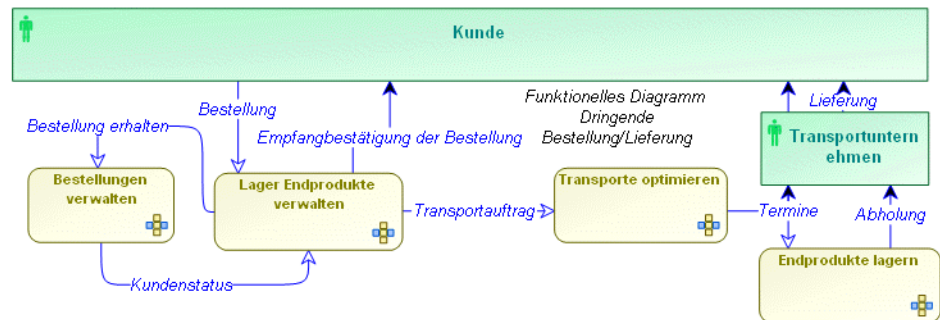 Kunde
Bestellung
Funktionelles Diagramm
Dringende
Bestellung/Lieferung
Lieferung
Bestellung erhalten
Empfangbestätigung der Bestellung
Transportuntern
ehmen
Bestellungen
verwalten
Lager Endprodukte
verwalten
Transporte optimieren
Transportauftrag
Termine
Abholung
Endprodukte lagern
Kundenstatus